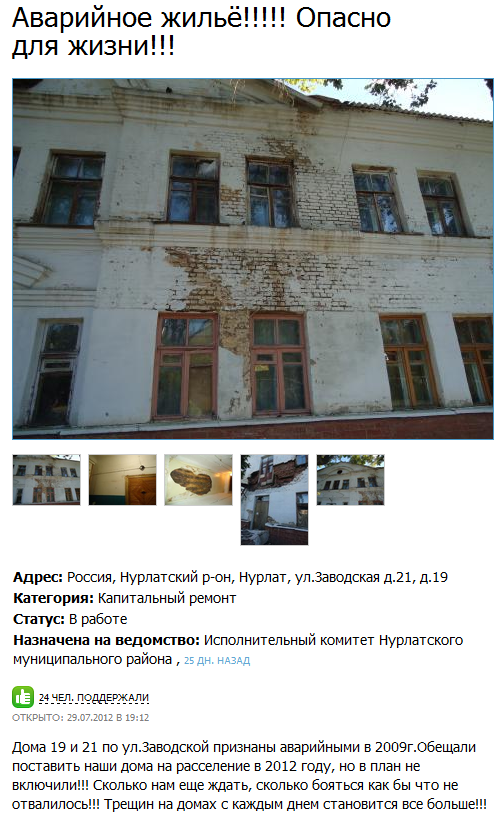 Аварийное жильё!!!!! Опасно
для жизни!!!
Адрес: Россия, Нурлатский р-он, Нурлат, ул.Заводская д.21, д.19
Категория: Капитальный ремонт
Статус: В работе
Назначена на ведомство: Исполнительный комитет Нурлатского
муниципального района , 25 ДН. НАЗАД
24 ЧЕЛ. ПОДДЕРЖАЛИ
ОТКРЫТО: 29.07.2012 В 19:12
Дома 19 и 21 по ул.Заводской признаны аварийными в 2009г.Обещали
поставить наши дома на расселение в 2012 году, но в план не
включили!!! Сколько нам еще ждать, сколько бояться как бы что не
отвалилось!!! Трещин на домах с каждым днем становится все больше!!!